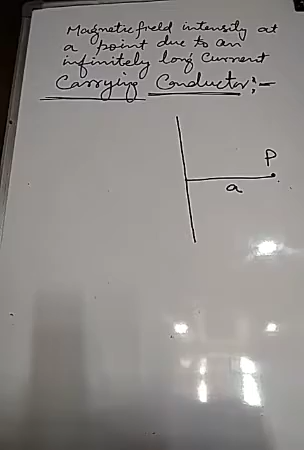 Magnetic field intensity at
a point due to an
infinitely long Current
Carrying Conductor:-
P
a